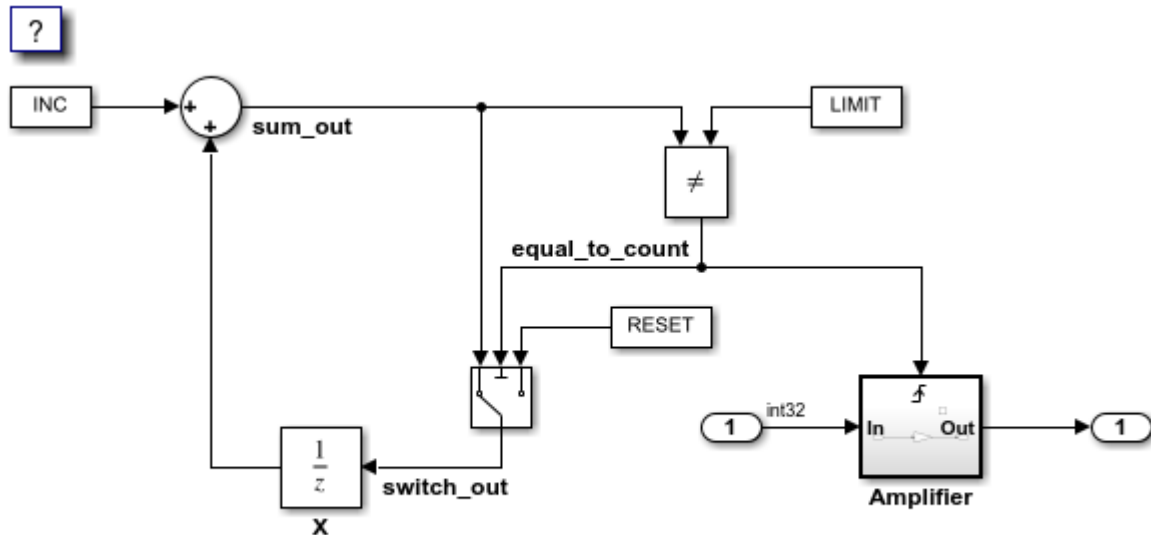 ?
INC
+
+
sum_out
LIMIT
≠
equal_to_count
RESET
1
z
X
switch_out
1
int32
In
Out
1
Amplifier